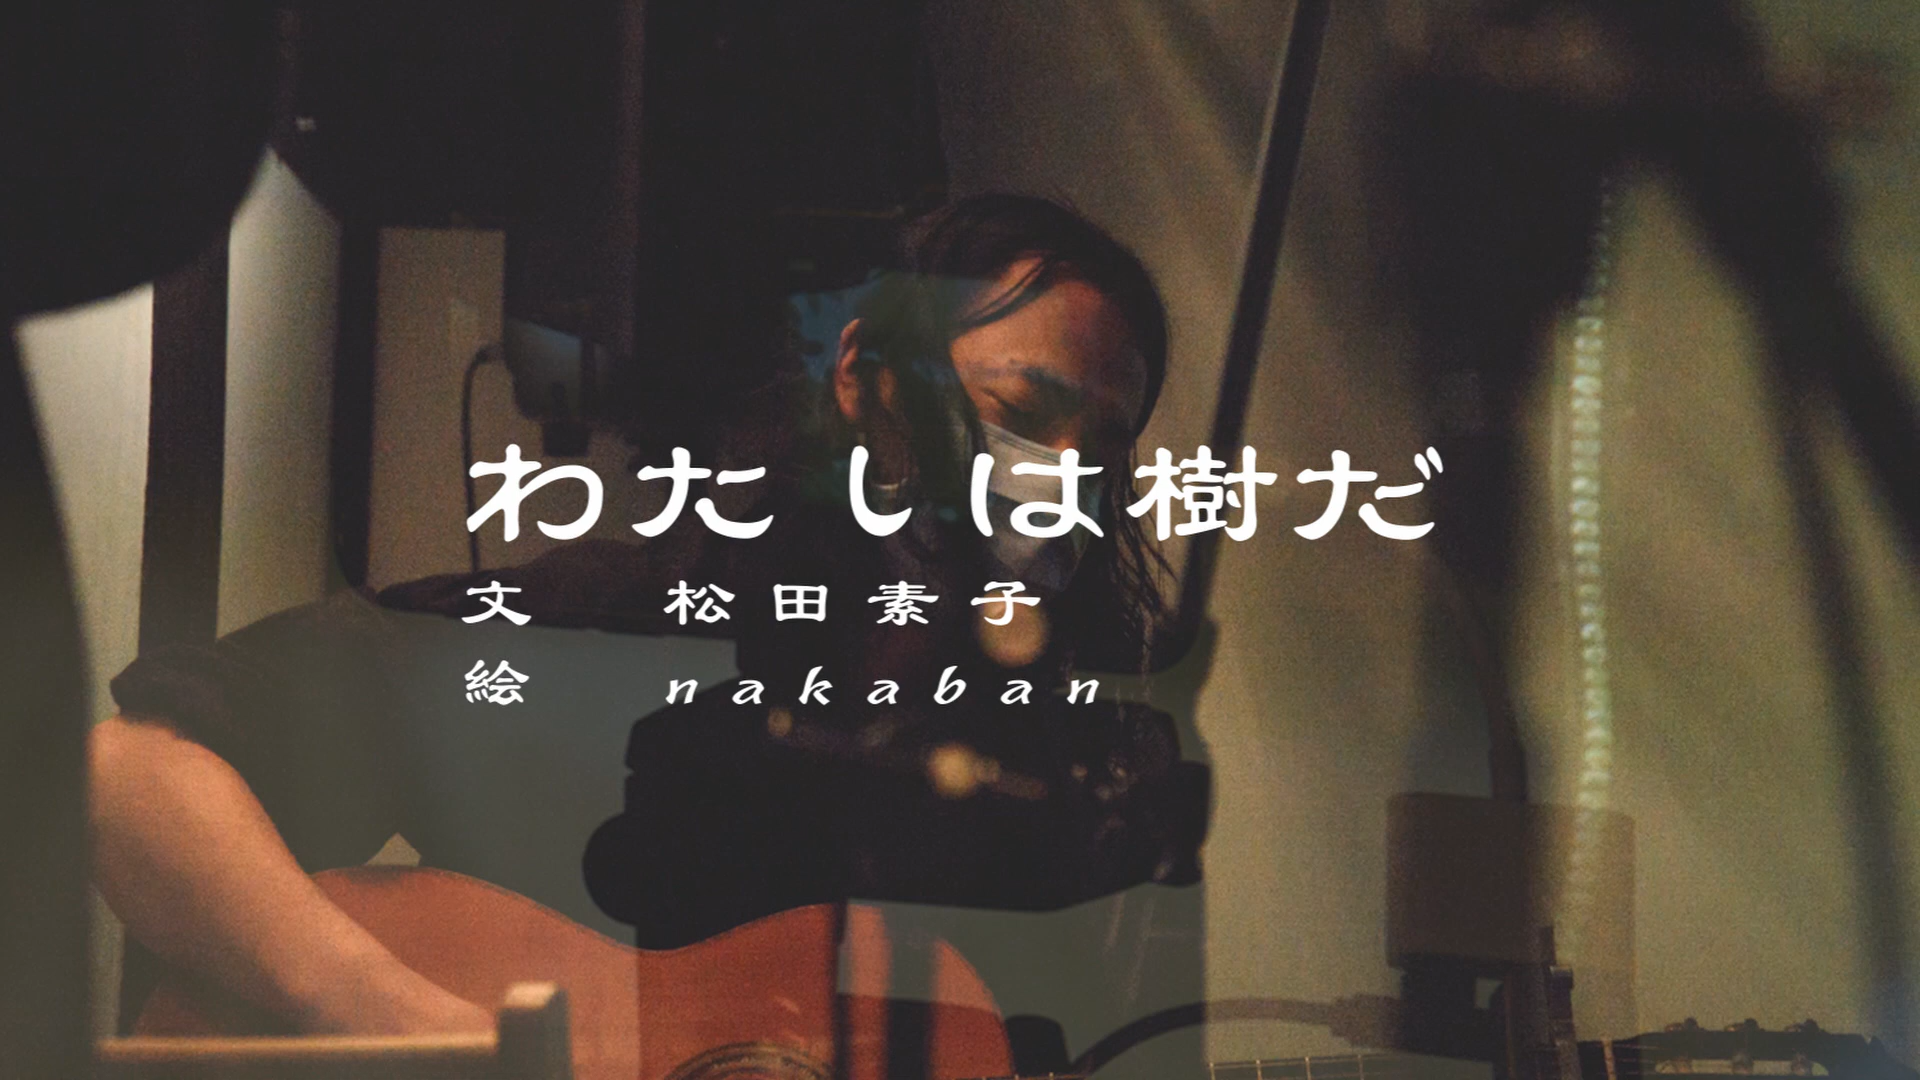 わたしは樹だ
文　松田素子
絵　nakaban